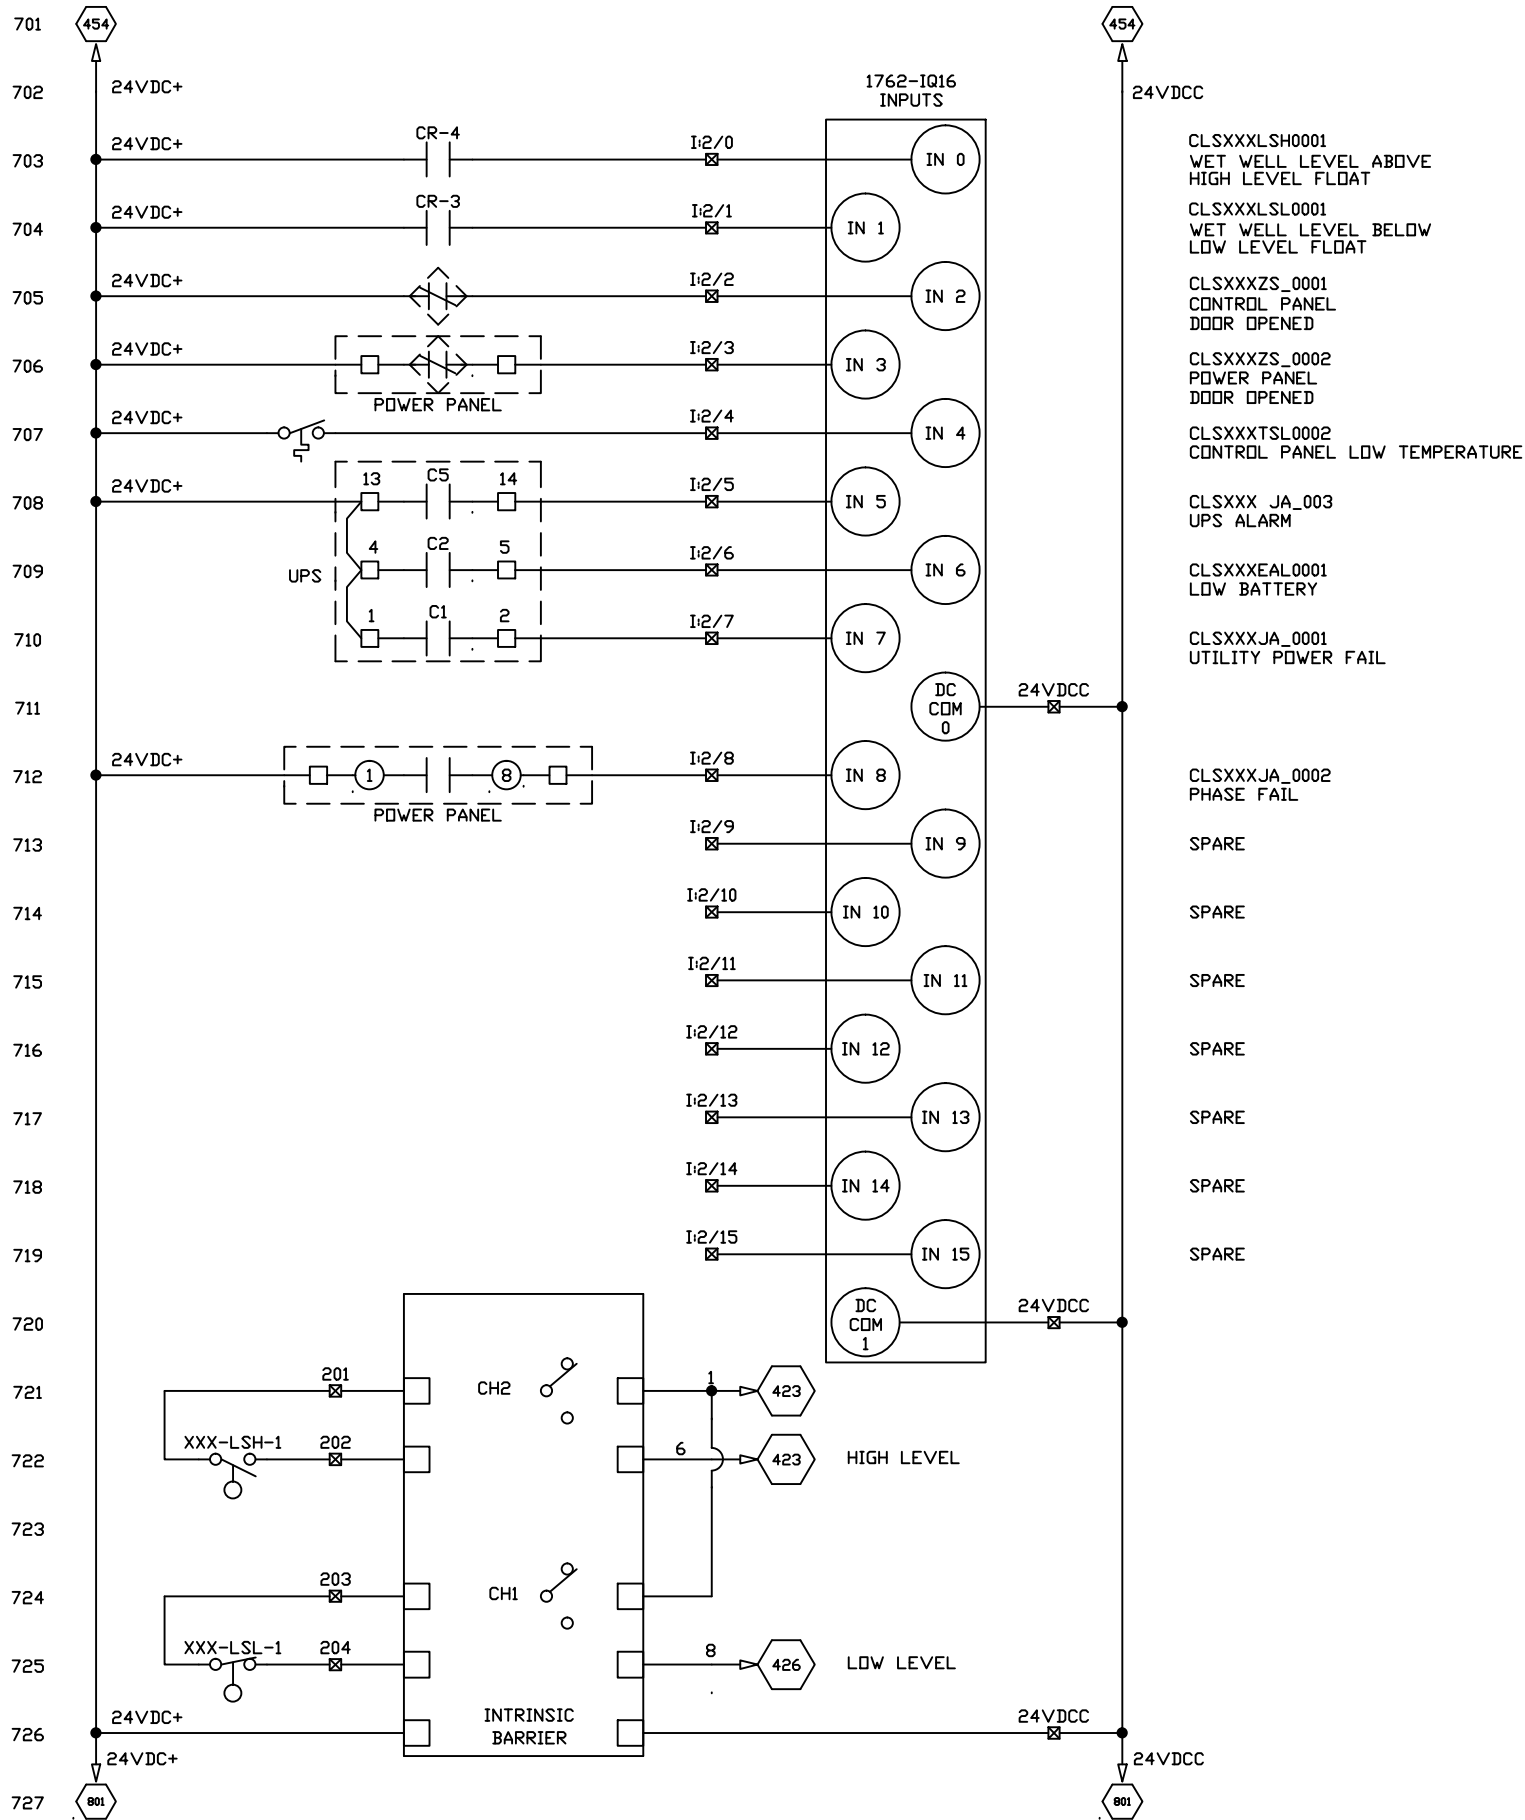 701 454 454
702 24VDC+ 1762-IQ16 24VDCC
INPUTS
703 24VDC+ CR-4 I:2/0 IN 0 CLSXXXLSH0001
WET WELL LEVEL ABOVE
HIGH LEVEL FLOAT
704 24VDC+ CR-3 I:2/1 IN 1 CLSXXXLSL0001
WET WELL LEVEL BELOW
LOW LEVEL FLOAT
705 24VDC+ I:2/2 IN 2 CLSXXXZS_0001
CONTROL PANEL
DOOR OPENED
706 24VDC+ I:2/3 IN 3 CLSXXXZS_0002
POWER PANEL
POWER PANEL
DOOR OPENED
707 24VDC+ I:2/4 IN 4 CLSXXXTSL0002
CONTROL PANEL LOW TEMPERATURE
708 24VDC+ 13 C5 14 I:2/5 IN 5 CLSXXX JA_003
UPS ALARM
709 UPS 4 C2 5 I:2/6 IN 6 CLSXXXEAL0001
LOW BATTERY
710 1 C1 2 I:2/7 IN 7 CLSXXXJA_0001
UTILITY POWER FAIL
711 DC
COM
0 24VDCC
712 24VDC+ 1 8 I:2/8 IN 8 CLSXXXJA_0002
PHASE FAIL
POWER PANEL
713 I:2/9 IN 9 SPARE
714 I:2/10 IN 10 SPARE
715 I:2/11 IN 11 SPARE
716 I:2/12 IN 12 SPARE
717 I:2/13 IN 13 SPARE
718 I:2/14 IN 14 SPARE
719 I:2/15 IN 15 SPARE
720 DC
COM
1 24VDCC
721 201 CH2 1 423
722 XXX-LSH-1 202 6 423 HIGH LEVEL
723
724 203 CH1
725 XXX-LSL-1 204 8 426 LOW LEVEL
726 24VDC+ INTRINSIC
BARRIER 24VDCC
24VDC+ 24VDCC
727 801 801